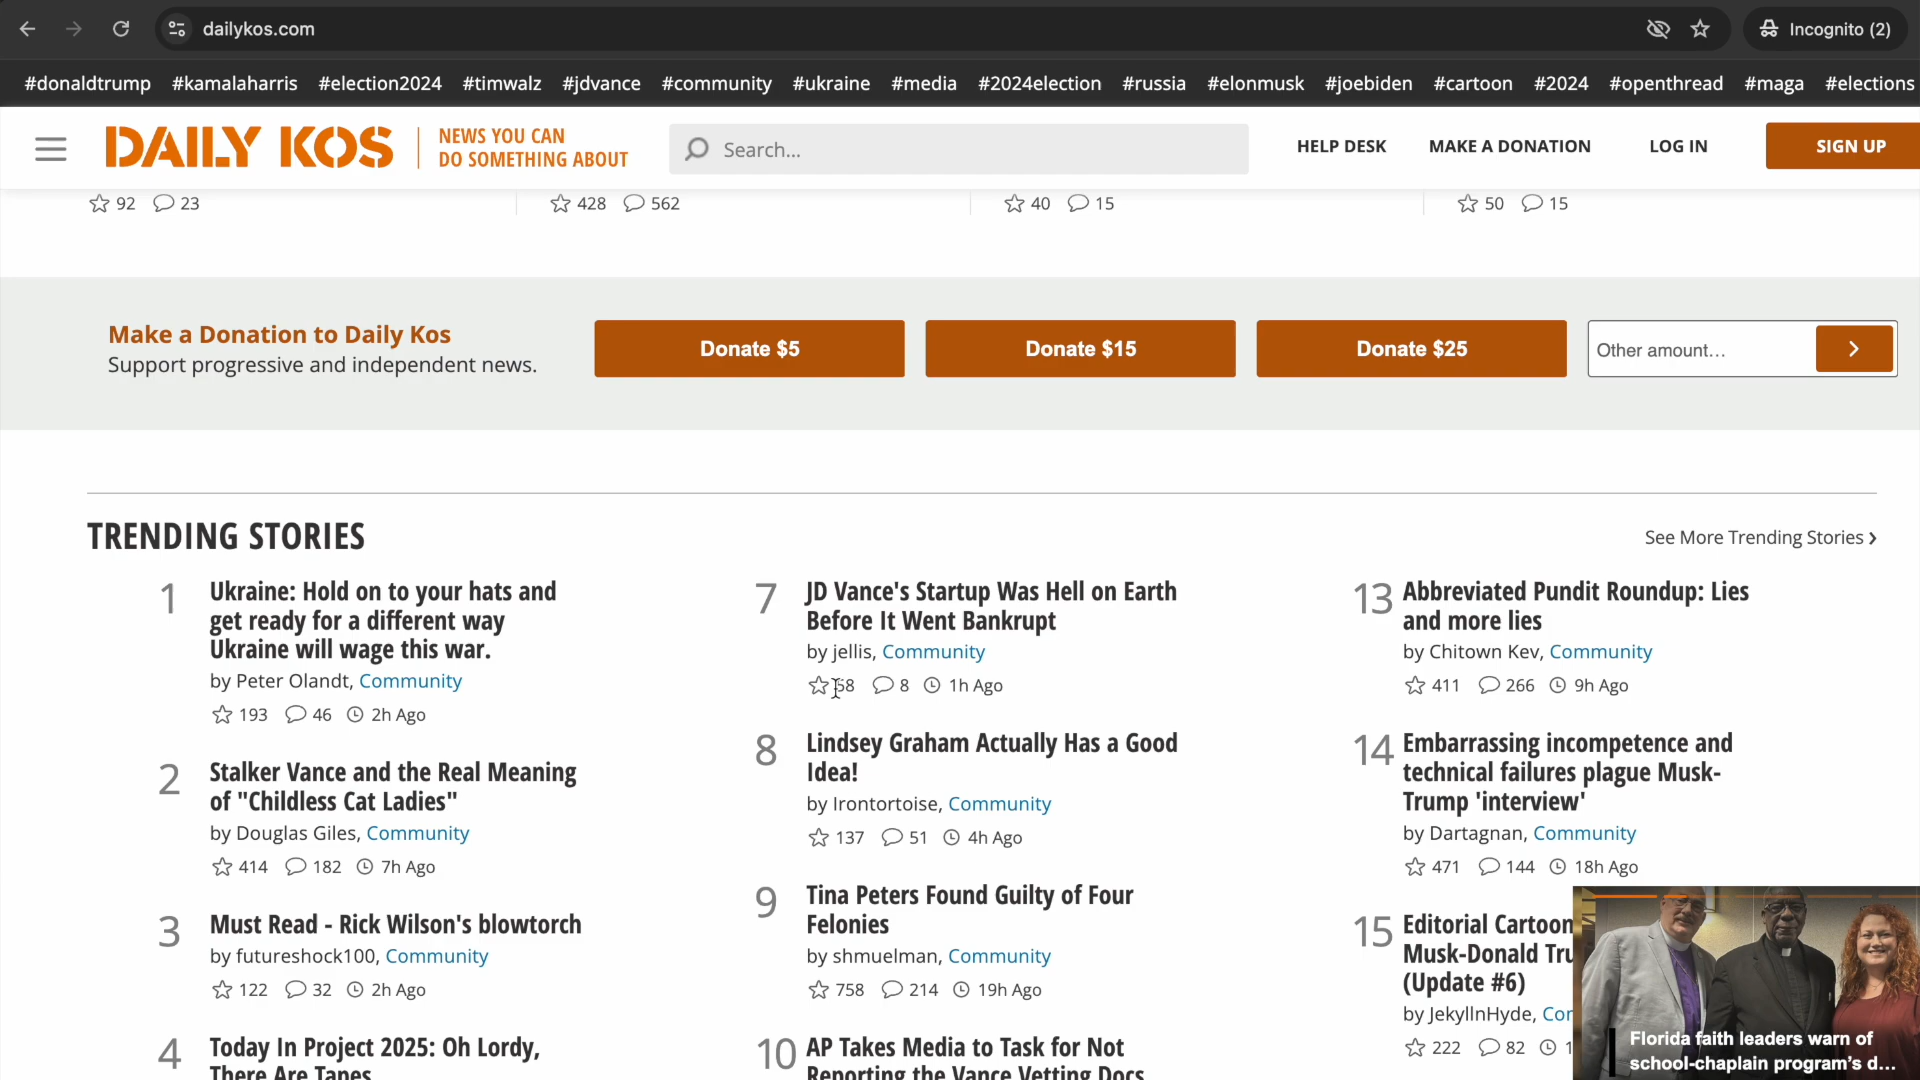 dailykos.com
Incognito (2)
#donaldtrump #kamalaharris #election2024 #timwalz #jdvance #community #ukraine #media #2024election #russia #elonmusk #joebiden #cartoon #2024 #openthread #maga #elections
DAILY KOS
NEWS YOU CAN
DO SOMETHING ABOUT
Search...
HELP DESK
MAKE A DONATION
LOG IN
SIGN UP
92 23
428 562
40 15
50 15
Make a Donation to Daily Kos
Support progressive and independent news.
Donate $5
Donate $15
Donate $25
Other amount...
TRENDING STORIES
See More Trending Stories
1
Ukraine: Hold on to your hats and
get ready for a different way
Ukraine will wage this war.
by Peter Olandt, Community
193 46 2h Ago
2
Stalker Vance and the Real Meaning
of "Childless Cat Ladies"
by Douglas Giles, Community
414 182 7h Ago
3
Must Read - Rick Wilson's blowtorch
by futureshock100, Community
122 32 2h Ago
4
Today In Project 2025: Oh Lordy,
There Are Tapes
7
JD Vance's Startup Was Hell on Earth
Before It Went Bankrupt
by jellis, Community
8 1h Ago
8
Lindsey Graham Actually Has a Good
Idea!
by Irontortoise, Community
137 51 4h Ago
9
Tina Peters Found Guilty of Four
Felonies
by shmuelman, Community
758 214 19h Ago
10
AP Takes Media to Task for Not
Reporting the Vance Vetting Docs
13
Abbreviated Pundit Roundup: Lies
and more lies
by Chitown Kev, Community
411 266 9h Ago
14
Embarrassing incompetence and
technical failures plague Musk-
Trump 'interview'
by Dartagnan, Community
471 144 18h Ago
15
Editorial Cartoon
Musk-Donald Tru
(Update #6)
by JekyllnHyde, Con
222 82 1
Florida faith leaders warn of
school-chaplain program's d...